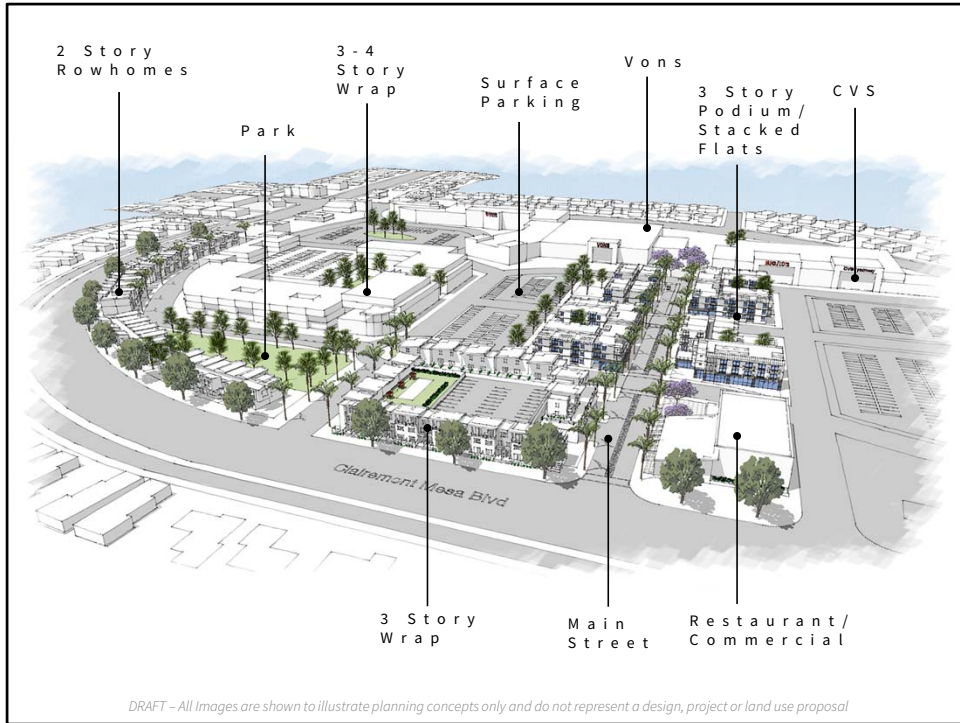 2 Story
Rowhomes
3-4
Story
Wrap
Park
Surface
Parking
Vons
3 Story
Podium/
Stacked
Flats
CVS
VONS
Clairemont Mesa Blvd
3 Story
Wrap
Main
Street
Restaurant/
Commercial
DRAFT – All Images are shown to illustrate planning concepts only and do not represent a design, project or land use proposal